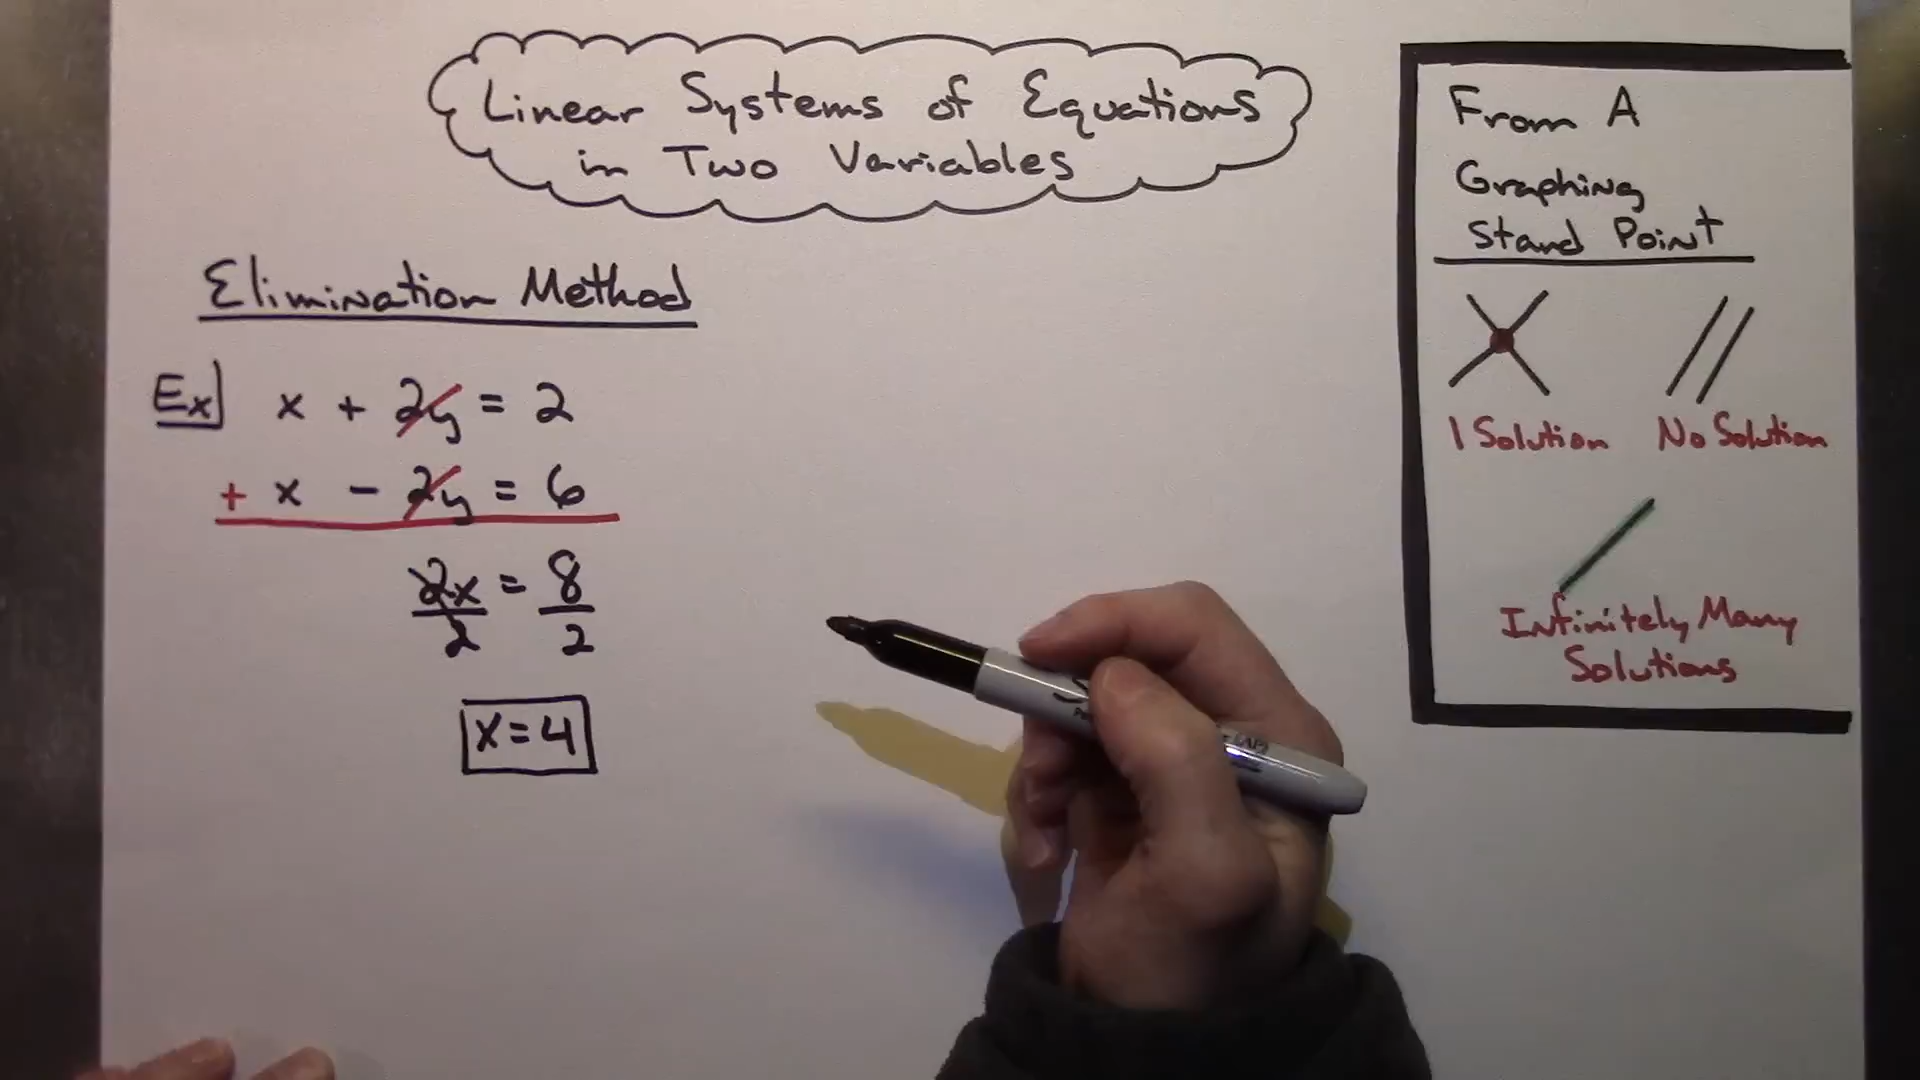 Linear Systems of Equations
in Two Variables
Elimination Method
Ex x + 2y = 2
+ x - 2y = 6
2x = 8
2 2
x = 4
From A
Graphing
Stand Point
1 Solution No Solution
Infinitely Many
Solutions